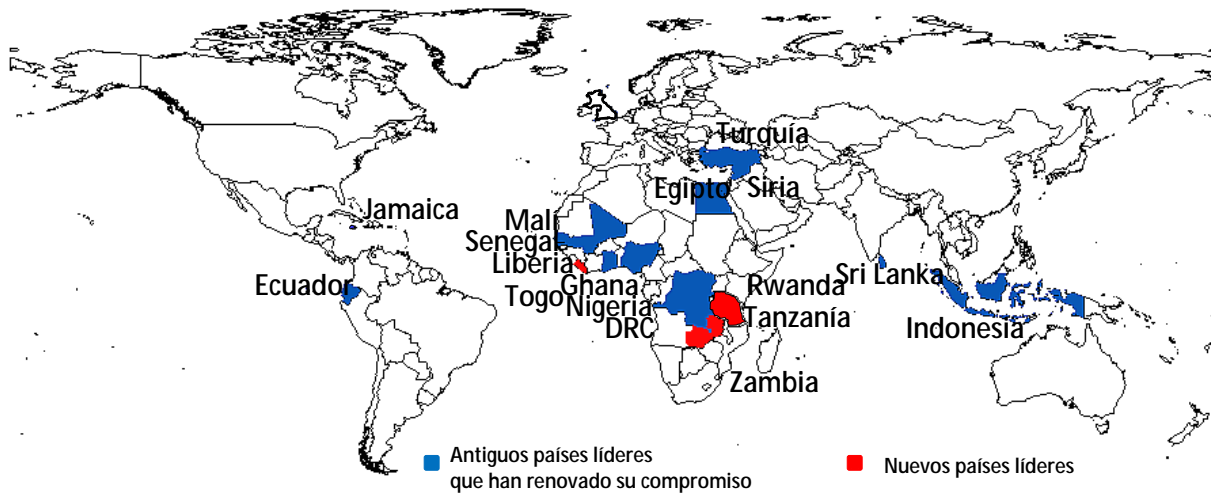 Turquía
Egipto
Siria
Jamaica
Malí
Senegal
Liberia
Ecuador
Ghana
Togo
Nigeria
DRC
Rwanda
Tanzanía
Sri Lanka
Indonesia
Zambia
Antiguos países líderes
que han renovado su compromiso
Nuevos países líderes